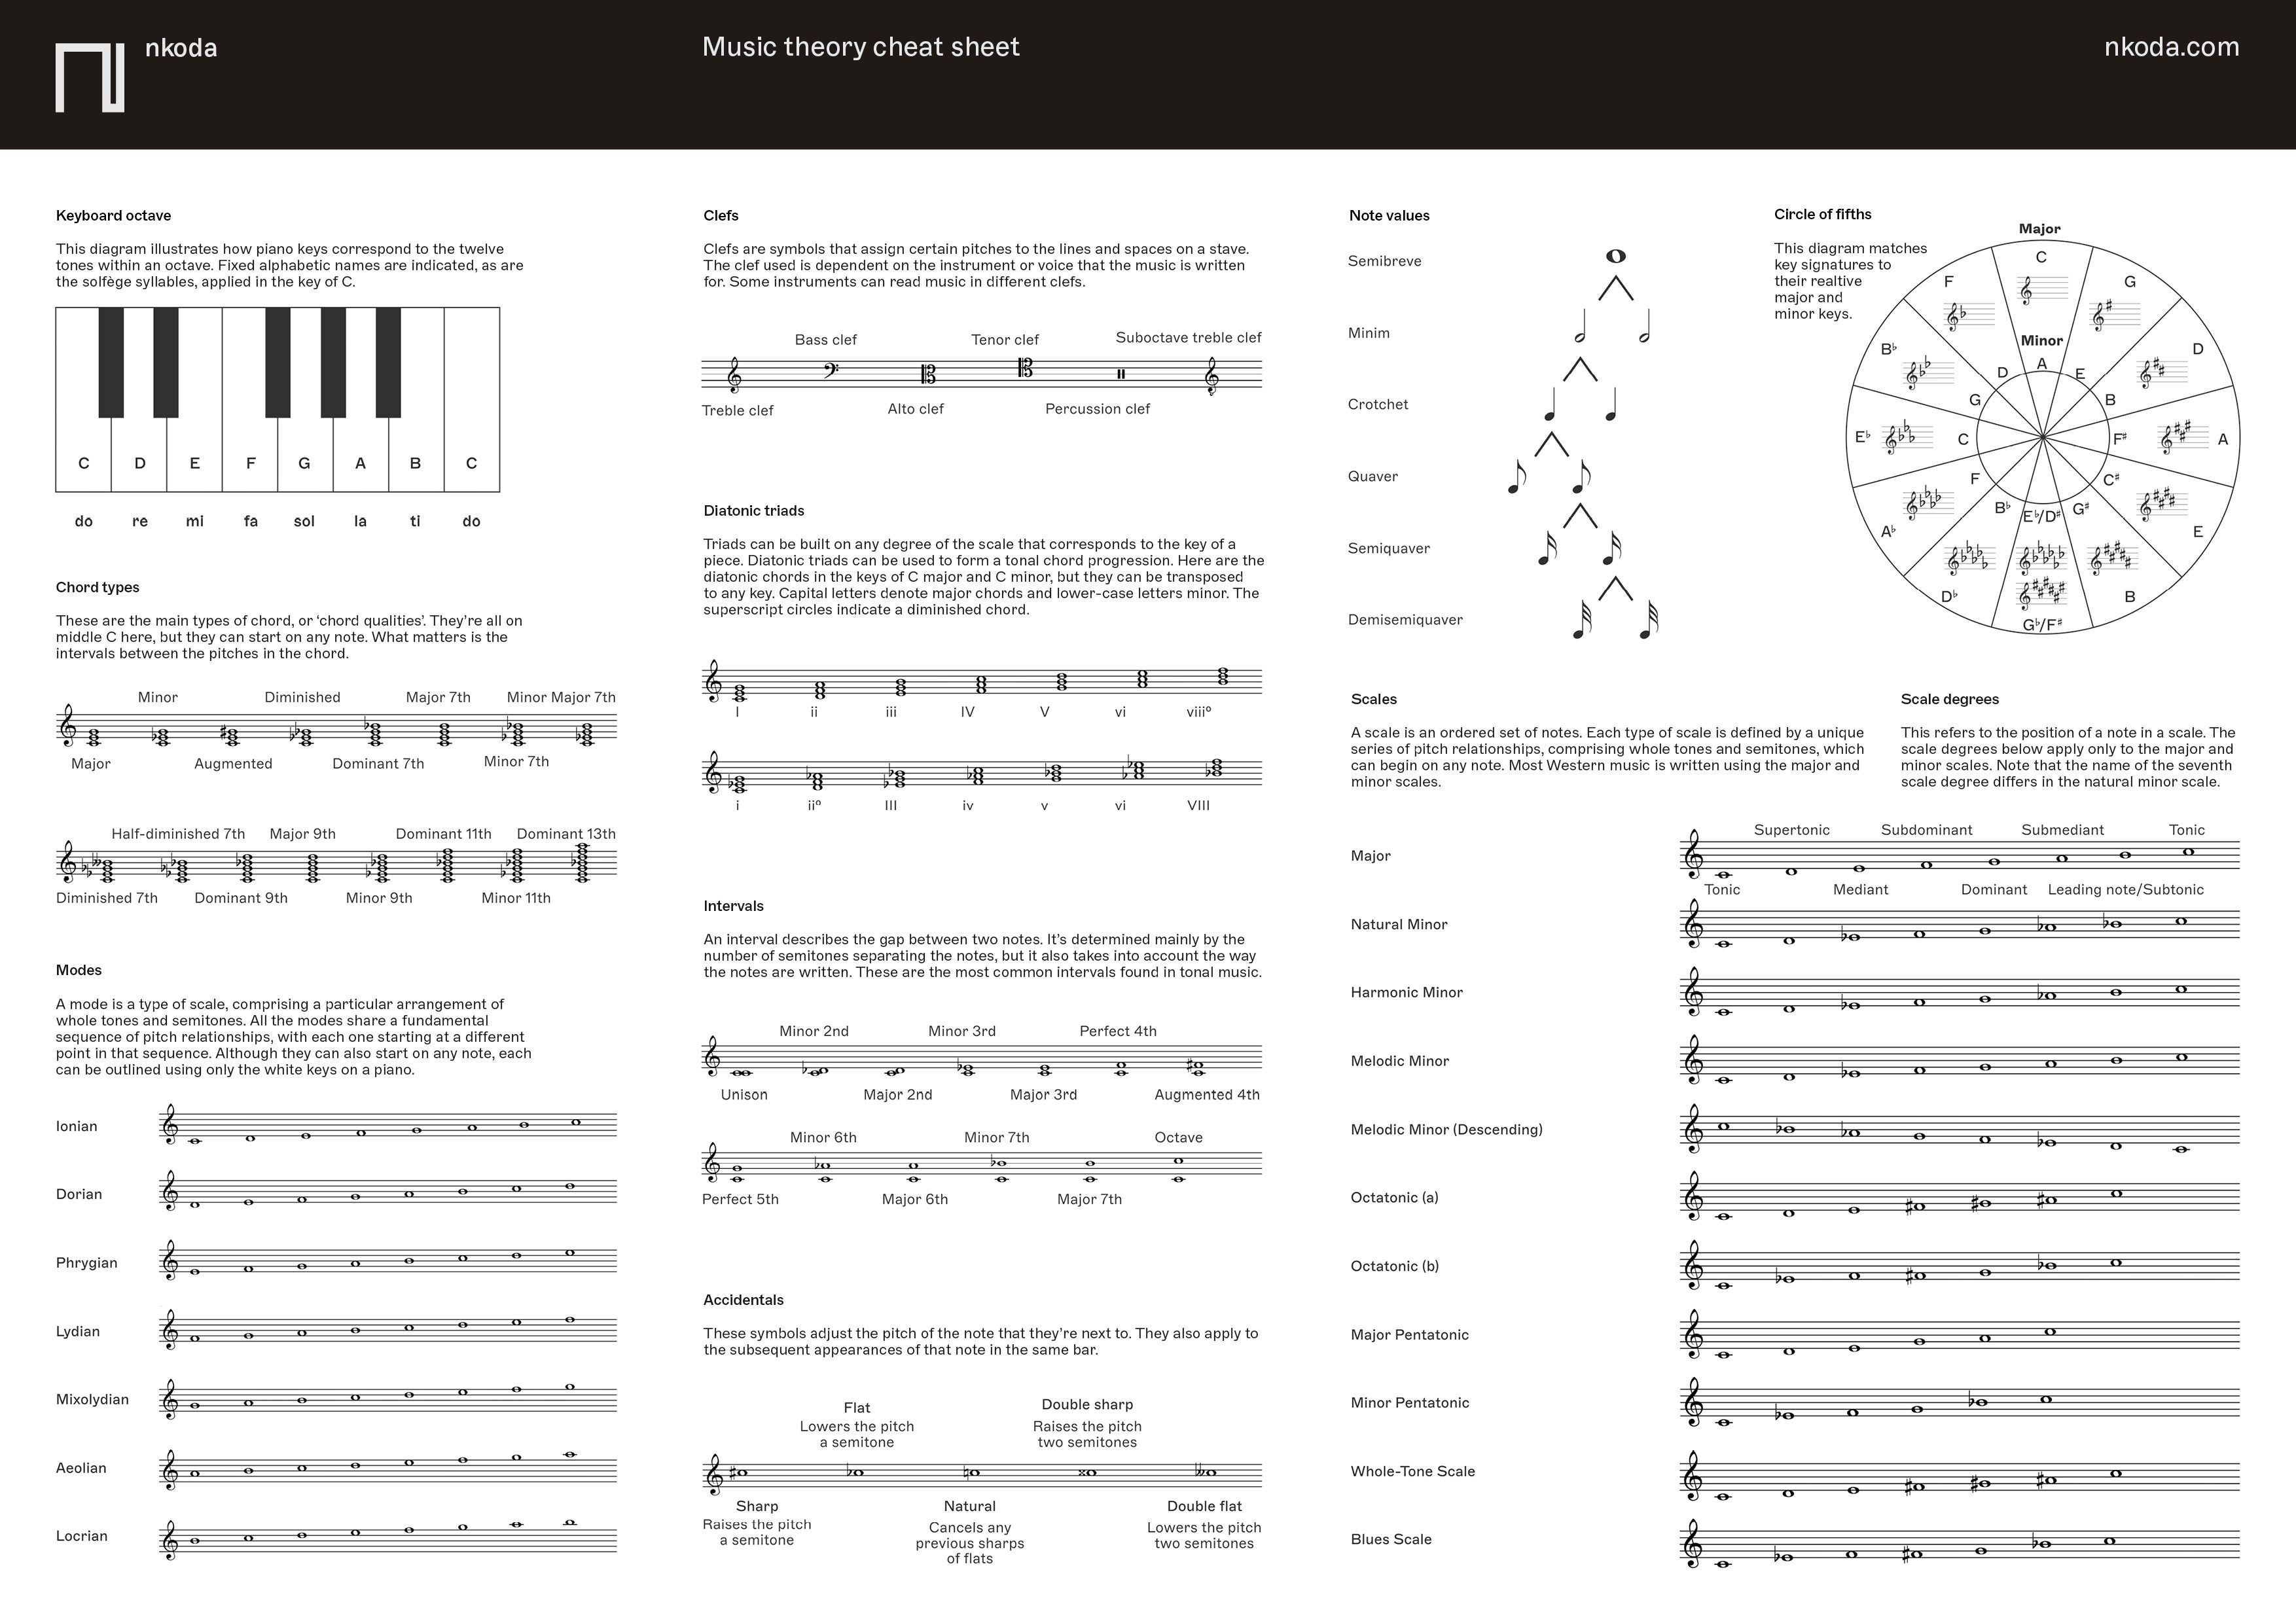 nkoda
Music theory cheat sheet
nkoda.com
Keyboard octave
This diagram illustrates how piano keys correspond to the twelve
tones within an octave. Fixed alphabetic names are indicated, as are
the solfège syllables, applied in the key of C.
C D E F G A B C
do re mi fa sol la ti do
Chord types
These are the main types of chord, or ‘chord qualities’. They’re all on
middle C here, but they can start on any note. What matters is the
intervals between the pitches in the chord.
Minor Diminished Major 7th Minor Major 7th
Major Augmented Dominant 7th Minor 7th
Half-diminished 7th Major 9th Dominant 11th Dominant 13th
Diminished 7th Dominant 9th Minor 9th Minor 11th
Modes
A mode is a type of scale, comprising a particular arrangement of
whole tones and semitones. All the modes share a fundamental
sequence of pitch relationships, with each one starting at a different
point in that sequence. Although they can also start on any note, each
can be outlined using only the white keys on a piano.
Ionian
Dorian
Phrygian
Lydian
Mixolydian
Aeolian
Locrian
Clefs
Clefs are symbols that assign certain pitches to the lines and spaces on a stave.
The clef used is dependent on the instrument or voice that the music is written
for. Some instruments can read music in different clefs.
Bass clef Tenor clef Suboctave treble clef
Treble clef Alto clef Percussion clef
Diatonic triads
Triads can be built on any degree of the scale that corresponds to the key of a
piece. Diatonic triads can be used to form a tonal chord progression. Here are the
diatonic chords in the keys of C major and C minor, but they can be transposed
to any key. Capital letters denote major chords and lower-case letters minor. The
superscript circles indicate a diminished chord.
I ii iii IV V vi viiiº
i iiº III iv v vi VIII
Intervals
An interval describes the gap between two notes. It’s determined mainly by the
number of semitones separating the notes, but it also takes into account the way
the notes are written. These are the most common intervals found in tonal music.
Minor 2nd Minor 3rd Perfect 4th
Unison Major 2nd Major 3rd Augmented 4th
Minor 6th Minor 7th Octave
Perfect 5th Major 6th Major 7th
Accidentals
These symbols adjust the pitch of the note that they’re next to. They also apply to
the subsequent appearances of that note in the same bar.
Flat
Lowers the pitch
a semitone
Double sharp
Raises the pitch
two semitones
Sharp
Raises the pitch
a semitone
Natural
Cancels any
previous sharps
of flats
Double flat
Lowers the pitch
two semitones
Note values
Semibreve
Minim
Crotchet
Quaver
Semiquaver
Demisemiquaver
Circle of fifths
This diagram matches
key signatures to
their realtive
major and
minor keys.
Major
C
G
D
A
E
B
G♭/F♯
D♭
A♭
E♭
B♭
F
Minor
A
E
B
F♯
C♯
G♯
E♭/D♯
B♭
F
C
G
D
Scales
A scale is an ordered set of notes. Each type of scale is defined by a unique
series of pitch relationships, comprising whole tones and semitones, which
can begin on any note. Most Western music is written using the major and
minor scales.
Scale degrees
This refers to the position of a note in a scale. The
scale degrees below apply only to the major and
minor scales. Note that the name of the seventh
scale degree differs in the natural minor scale.
Supertonic Subdominant Submediant Tonic
Major
Tonic Mediant Dominant Leading note/Subtonic
Natural Minor
Harmonic Minor
Melodic Minor
Melodic Minor (Descending)
Octatonic (a)
Octatonic (b)
Major Pentatonic
Minor Pentatonic
Whole-Tone Scale
Blues Scale